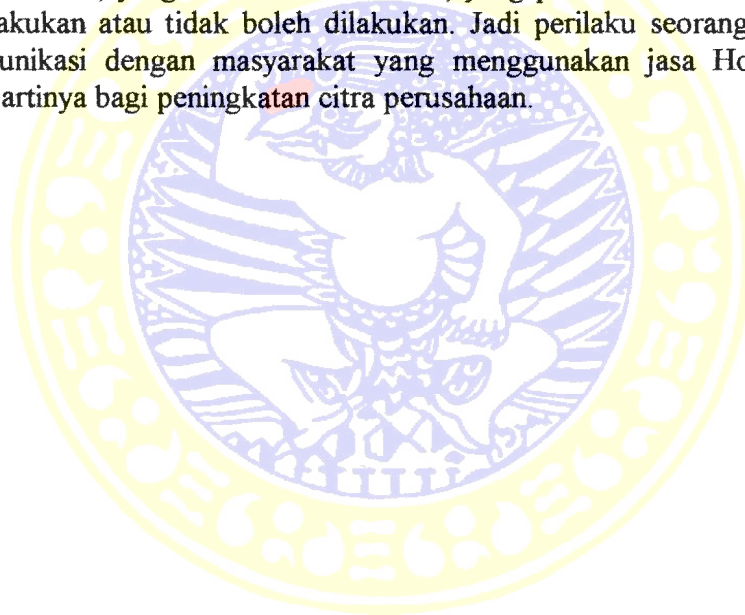 akukan atau tidak boleh dilakukan. Jadi perilaku seorang
unikasi dengan masyarakat yang menggunakan jasa Ho
artinya bagi peningkatan citra perusahaan.